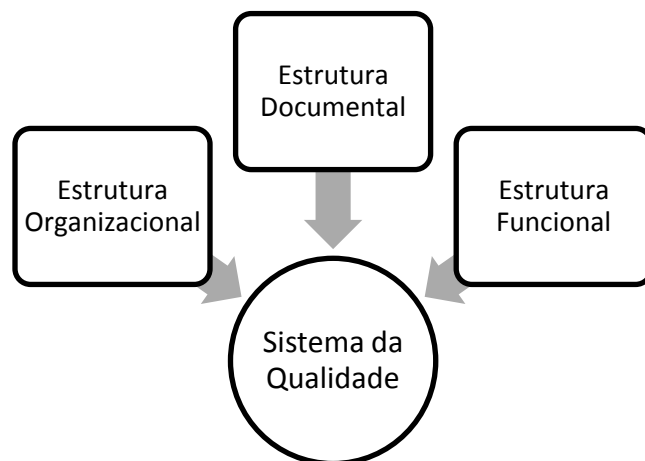 Estrutura
Documental
Estrutura
Organizacional
Estrutura
Funcional
Sistema da
Qualidade